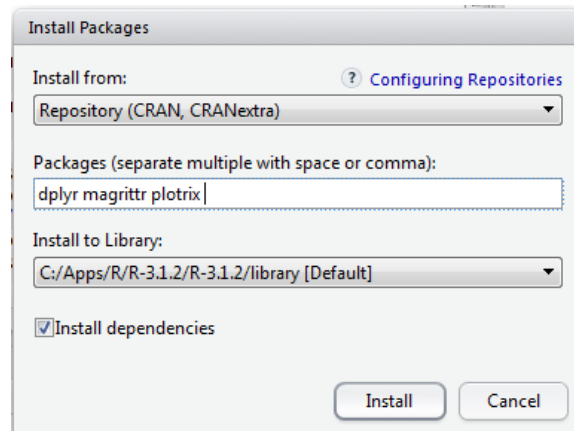 Install Packages
Install from:
? Configuring Repositories
Repository (CRAN, CRANextra)
Packages (separate multiple with space or comma):
dplyr magrittr plotrix
Install to Library:
C:/Apps/R/R-3.1.2/R-3.1.2/library [Default]
Install dependencies
Install
Cancel